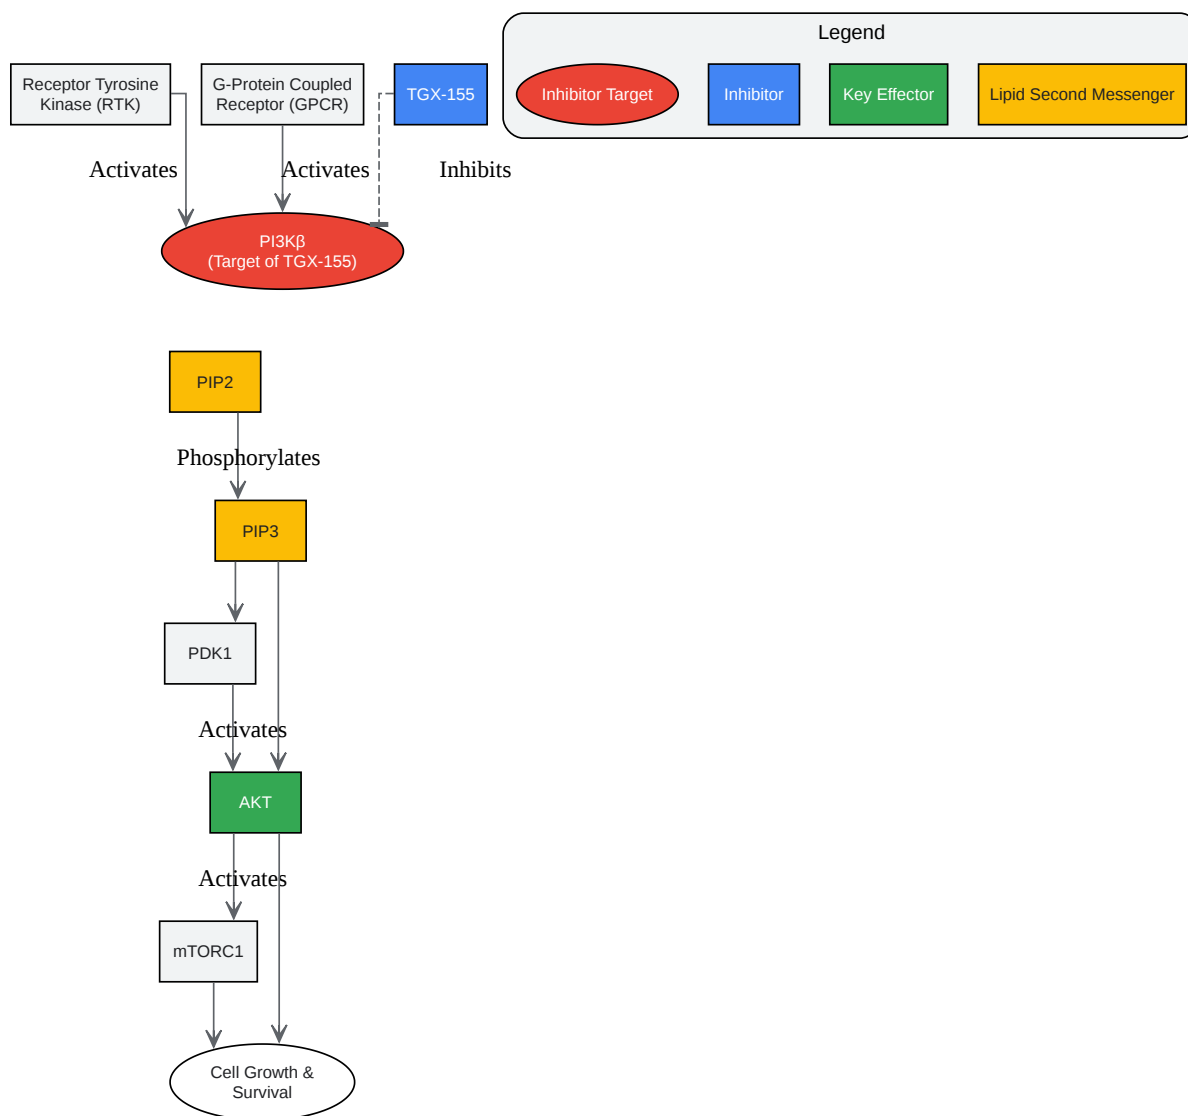 Legend
Receptor Tyrosine
Kinase (RTK)
G-Protein Coupled
Receptor (GPCR)
TGX-155
Inhibitor Target
Inhibitor
Key Effector
Lipid Second Messenger
Activates
Activates
Inhibits
PI3Kβ
(Target of TGX-155)
PIP2
Phosphorylates
PIP3
PDK1
Activates
AKT
Activates
mTORC1
Cell Growth &
Survival